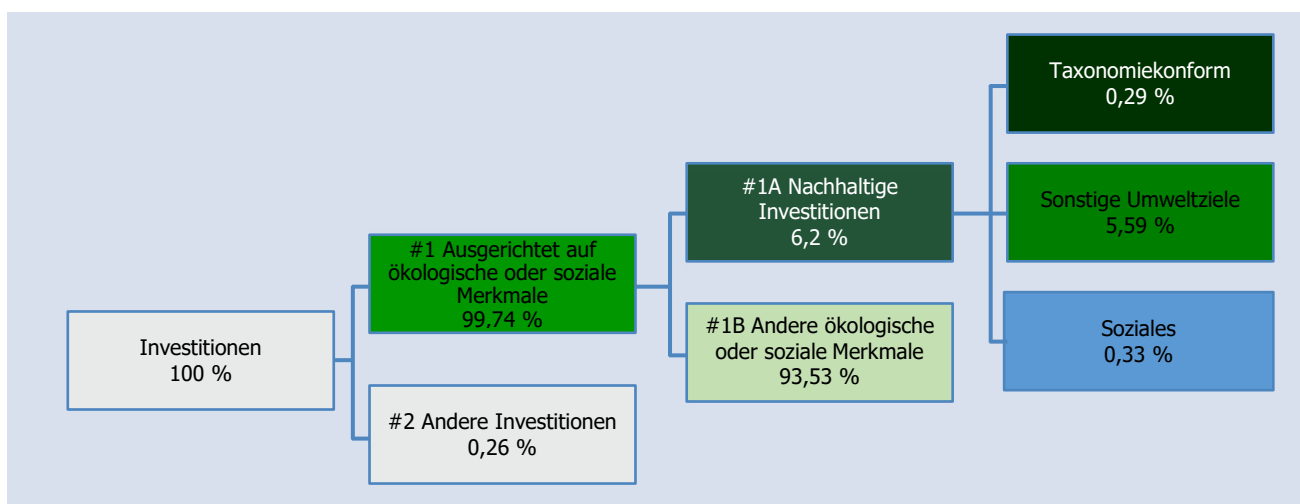 Investitionen
100 %
#1 Ausgerichtet auf
ökologische oder soziale
Merkmale
99,74 %
#2 Andere Investitionen
0,26 %
#1A Nachhaltige
Investitionen
6,2 %
#1B Andere ökologische
oder soziale Merkmale
93,53 %
Taxonomiekonform
0,29 %
Sonstige Umweltziele
5,59 %
Soziales
0,33 %